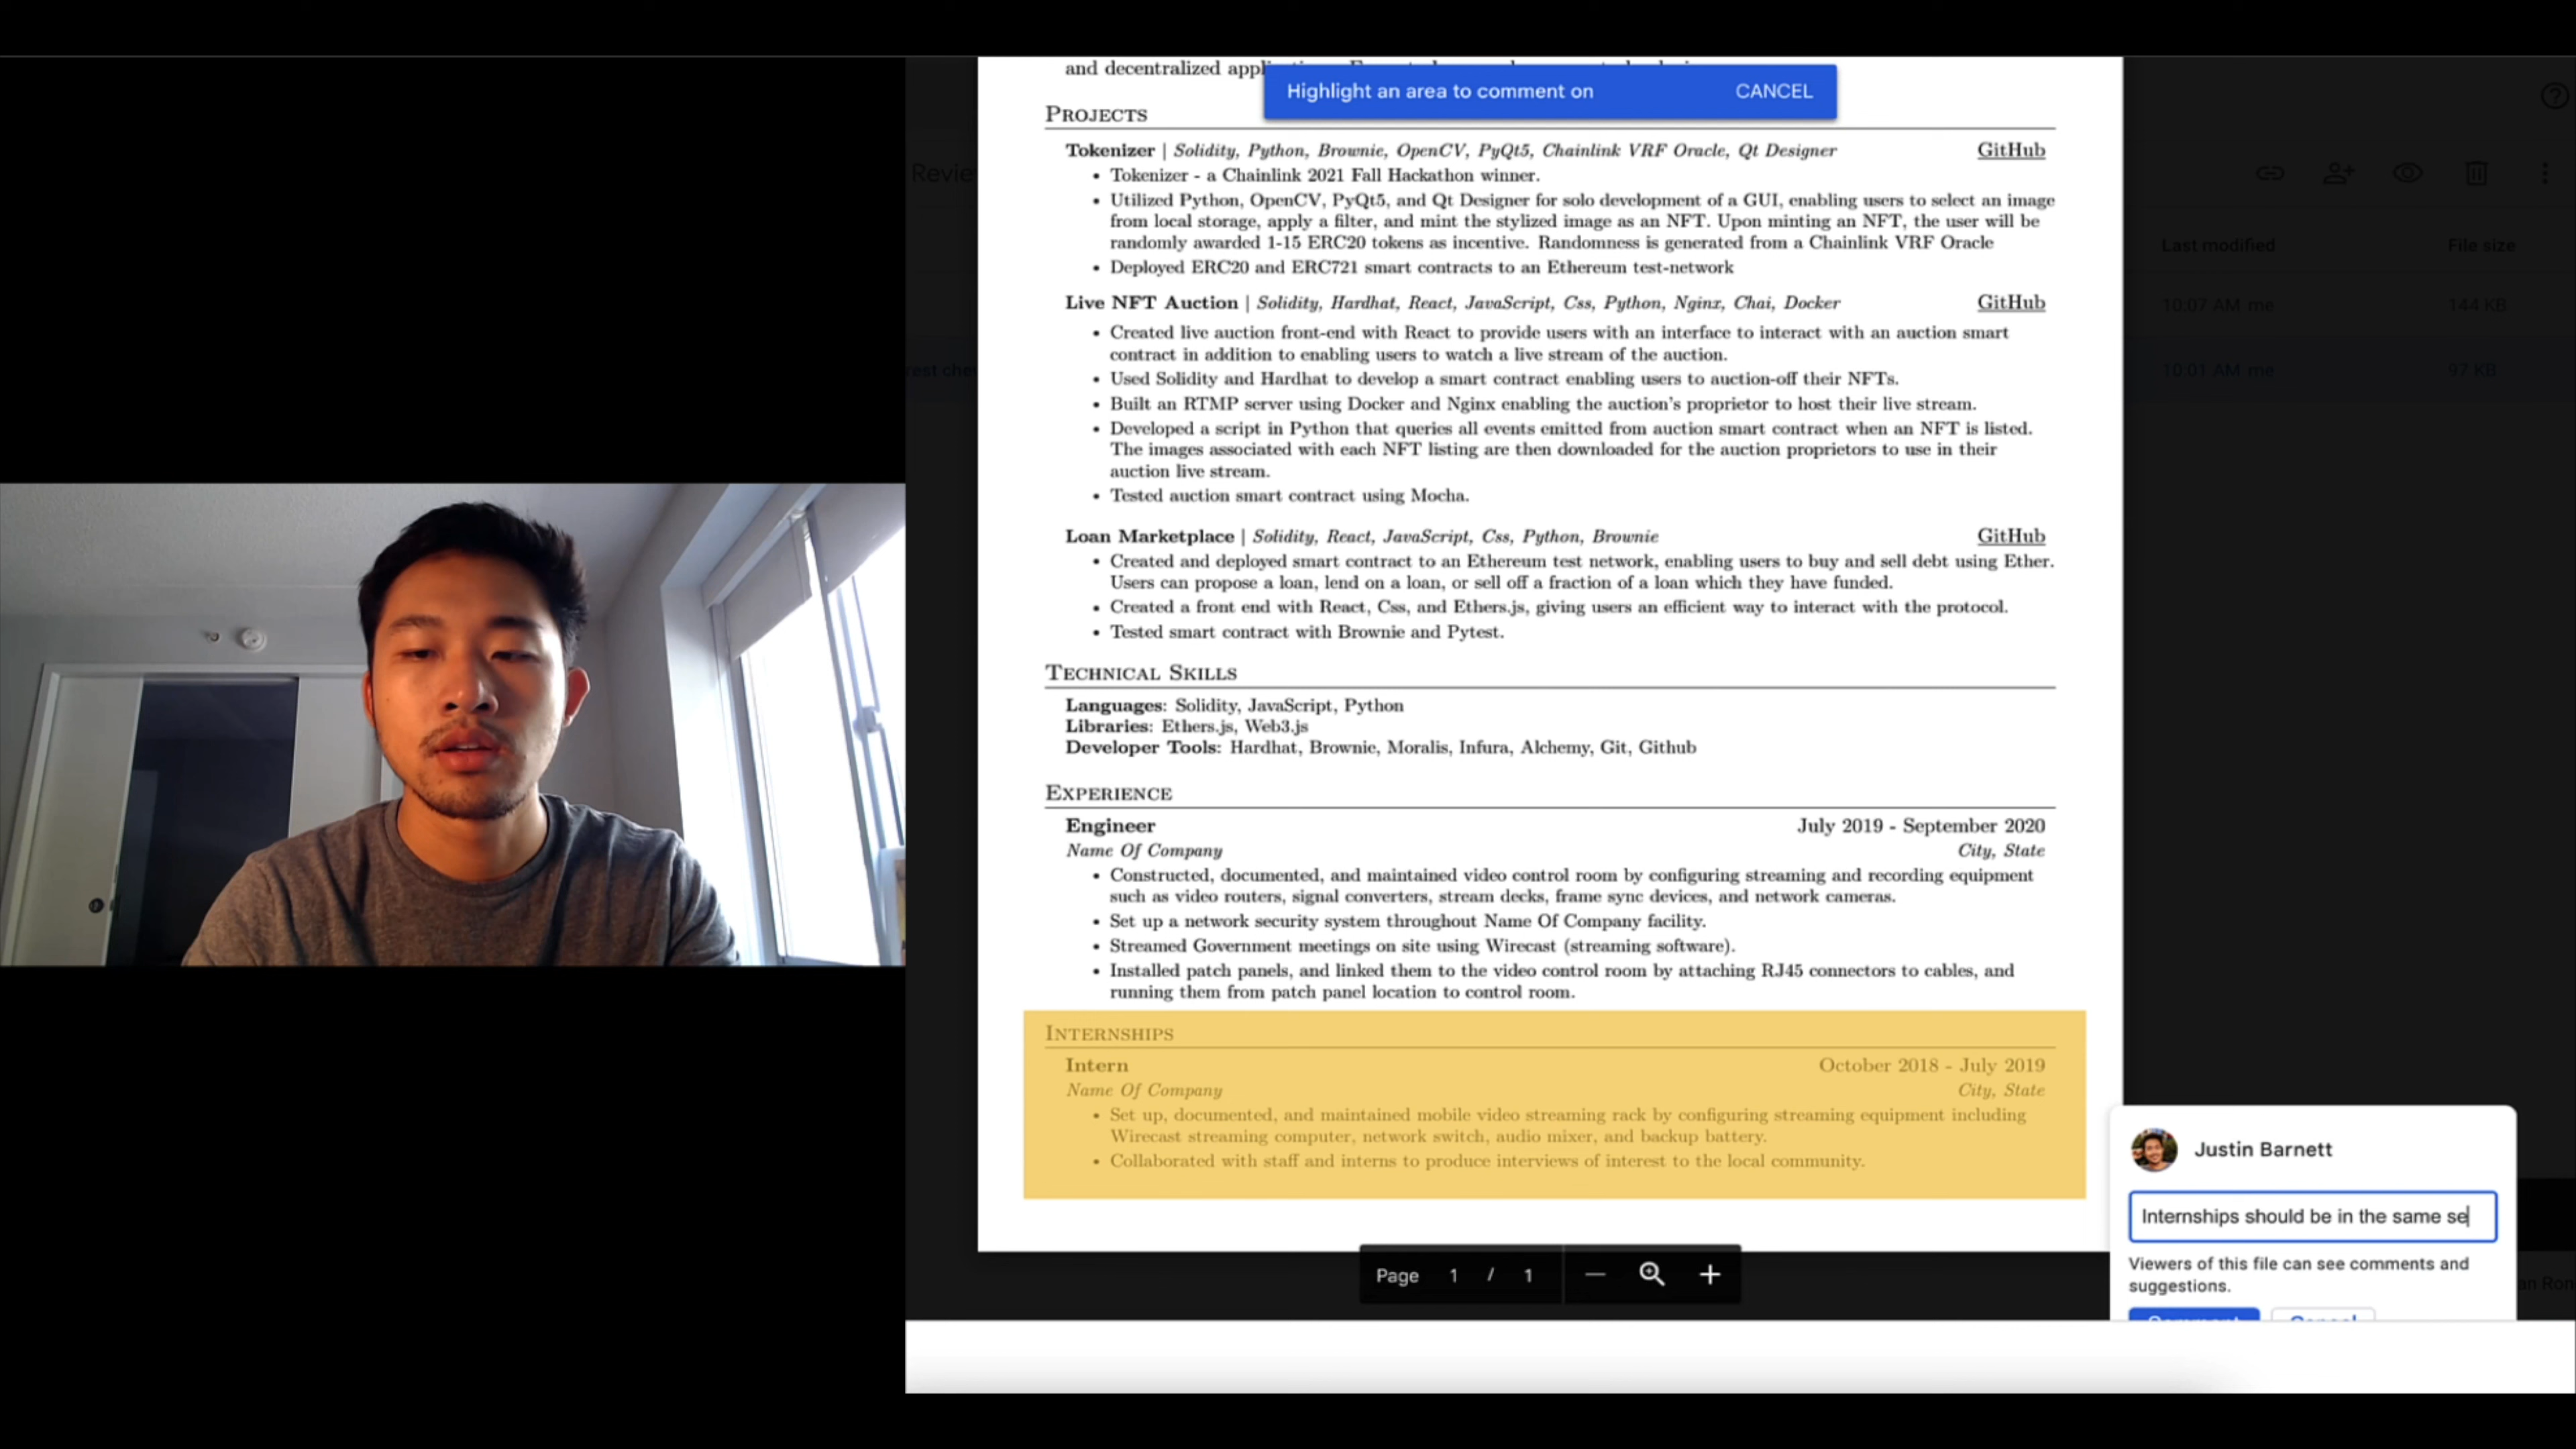 and decentralized
Highlight an area to comment on CANCEL
PROJECTS
Tokenizer | Solidity, Python, Brownie, OpenCV, PyQt5, Chainlink VRF Oracle, Qt Designer GitHub
• Tokenizer - a Chainlink 2021 Fall Hackathon winner.
• Utilized Python, OpenCV, PyQt5, and Qt Designer for solo development of a GUI, enabling users to select an image
from local storage, apply a filter, and mint the stylized image as an NFT. Upon minting an NFT, the user will be
randomly awarded 1-15 ERC20 tokens as incentive. Randomness is generated from a Chainlink VRF Oracle
• Deployed ERC20 and ERC721 smart contracts to an Ethereum test-network
Live NFT Auction | Solidity, Hardhat, React, JavaScript, Css, Python, Nginx, Chai, Docker GitHub
• Created live auction front-end with React to provide users with an interface to interact with an auction smart
contract in addition to enabling users to watch a live stream of the auction.
• Used Solidity and Hardhat to develop a smart contract enabling users to auction-off their NFTs.
• Built an RTMP server using Docker and Nginx enabling the auction's proprietor to host their live stream.
• Developed a script in Python that queries all events emitted from auction smart contract when an NFT is listed.
The images associated with each NFT listing are then downloaded for the auction proprietors to use in their
auction live stream.
• Tested auction smart contract using Mocha.
Loan Marketplace | Solidity, React, JavaScript, Css, Python, Brownie GitHub
• Created and deployed smart contract to an Ethereum test network, enabling users to buy and sell debt using Ether.
Users can propose a loan, lend on a loan, or sell off a fraction of a loan which they have funded.
• Created a front end with React, Css, and Ethers.js, giving users an efficient way to interact with the protocol.
• Tested smart contract with Brownie and Pytest.
TECHNICAL SKILLS
Languages: Solidity, JavaScript, Python
Libraries: Ethers.js, Web3.js
Developer Tools: Hardhat, Brownie, Moralis, Infura, Alchemy, Git, Github
EXPERIENCE
Engineer July 2019 - September 2020
Name Of Company City, State
• Constructed, documented, and maintained video control room by configuring streaming and recording equipment
such as video routers, signal converters, stream decks, frame sync devices, and network cameras.
• Set up a network security system throughout Name Of Company facility.
• Streamed Government meetings on site using Wirecast (streaming software).
• Installed patch panels, and linked them to the video control room by attaching RJ45 connectors to cables, and
running them from patch panel location to control room.
INTERNSHIPS
Intern October 2018 - July 2019
Name Of Company City, State
• Set up, documented, and maintained mobile video streaming rack by configuring streaming equipment including
Wirecast streaming computer, network switch, audio mixer, and backup battery.
• Collaborated with staff and interns to produce interviews of interest to the local community.
Page 1 / 1
Last modified File size
10:07 AM me 144 KB
10:01 AM me 97 KB
Justin Barnett
Internships should be in the same se
Viewers of this file can see comments and
suggestions.